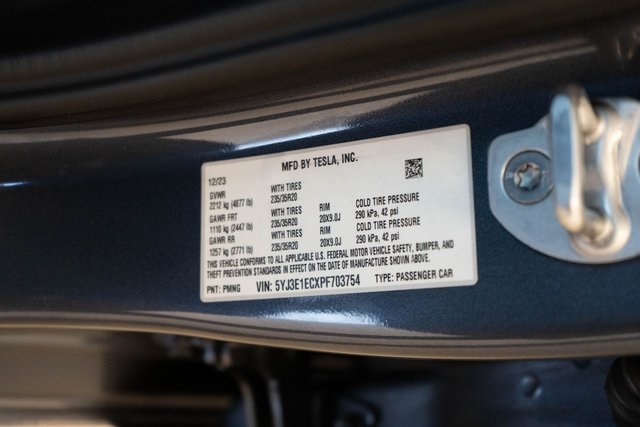 MFD BY TESLA, INC.
12/23
GVWR WITH TIRES
2212 kg (4877 lb) 235/35R20 RIM COLD TIRE PRESSURE
GAWR FRT WITH TIRES 20X9.0J 290 kPa, 42 psi
1110 kg (2447 lb) 235/35R20 RIM COLD TIRE PRESSURE
GAWR RR WITH TIRES 20X9.0J 290 kPa, 42 psi
1257 kg (2771 lb) 235/35R20
THIS VEHICLE CONFORMS TO ALL APPLICABLE U.S. FEDERAL MOTOR VEHICLE SAFETY, BUMPER, AND
THEFT PREVENTION STANDARDS IN EFFECT ON THE DATE OF MANUFACTURE SHOWN ABOVE.
PNT: PMNG VIN: 5YJ3E1ECXPF703754 TYPE: PASSENGER CAR